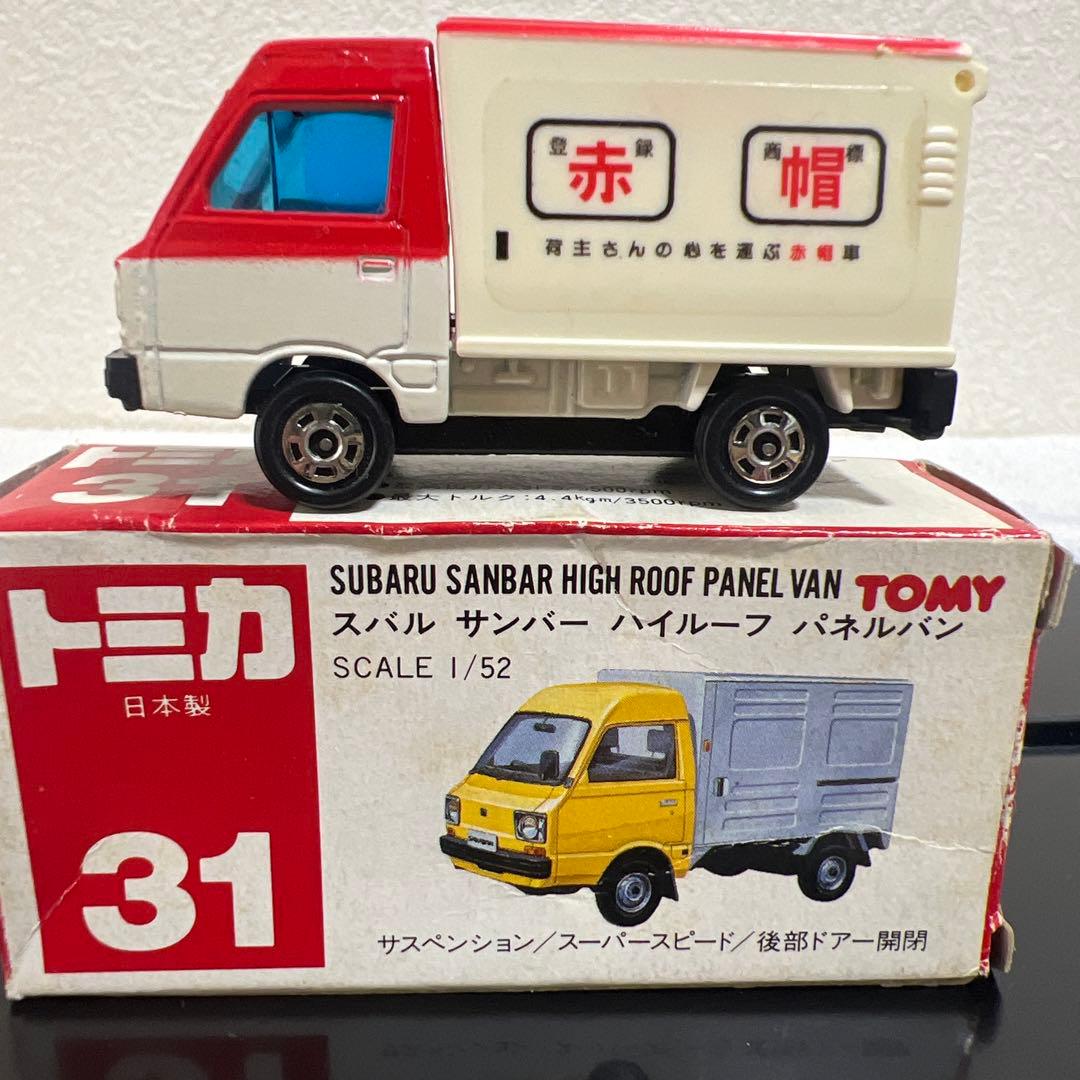 登 赤 録
商 帽 標
荷主さんの心を運ぶ赤帽車
トミカ
31
500rpm
●最大トルク:4.4kgm/3500rpm
トミカ
日本製
31
SUBARU SANBAR HIGH ROOF PANEL VAN TOMY
スバル サンバー ハイルーフ パネルバン
SCALE 1/52
サスペンション/スーパースピード/後部ドアー開閉